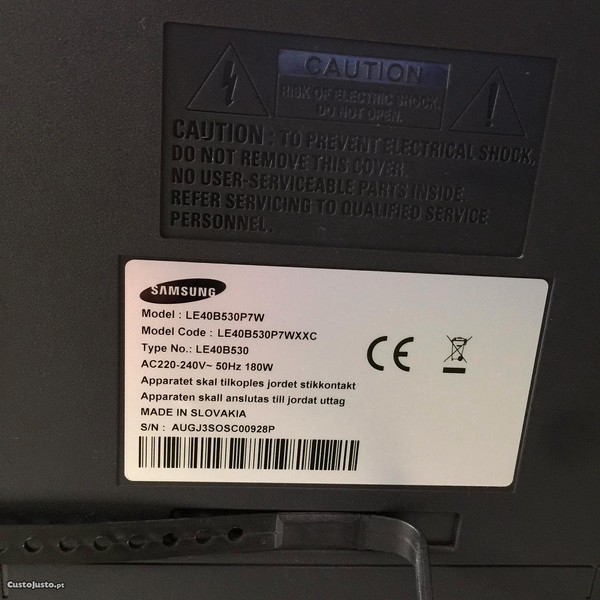 CAUTION
RISK OF ELECTRIC SHOCK.
DO NOT OPEN.
CAUTION : TO PREVENT ELECTRICAL SHOCK,
DO NOT REMOVE THIS COVER.
NO USER-SERVICEABLE PARTS INSIDE.
REFER SERVICING TO QUALIFIED SERVICE
PERSONNEL.
SAMSUNG
Model : LE40B530P7W
Model Code : LE40B530P7WXXC
Type No.: LE40B530
AC220-240V~ 50Hz 180W
Apparatet skal tilkoples jordet stikkontakt
Apparaten skall anslutas till jordat uttag
MADE IN SLOVAKIA
S/N : AUGJ3SOSC00928P
CE
CustoJusto.pt